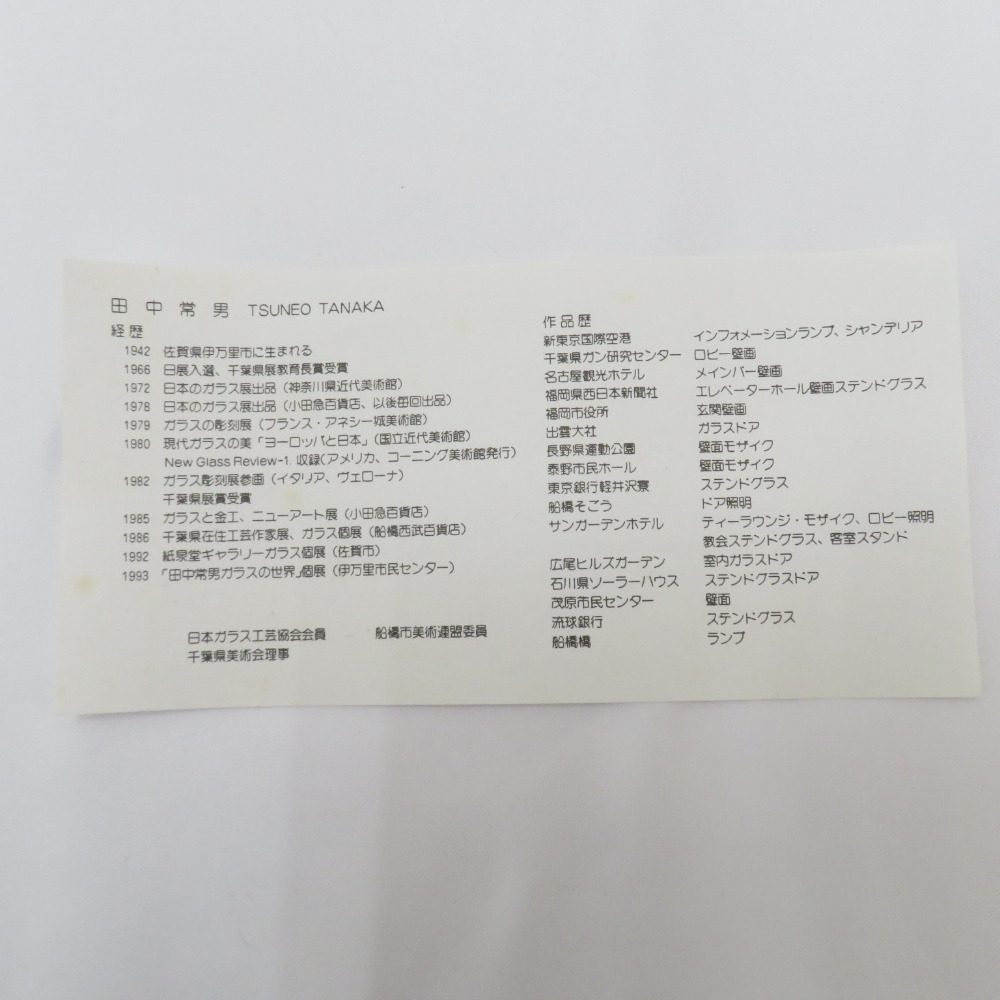 田中常男 TSUNEO TANAKA
経歴
1942 佐賀県伊万里市に生まれる
1966 日展入選、千葉県展教育長賞受賞
1972 日本のガラス展出品（神奈川県近代美術館）
1978 日本のガラス展出品（小田急百貨店、以後毎回出品）
1979 ガラスの彫刻展（フランス・アネシー城美術館）
1980 現代ガラスの美「ヨーロッパと日本」（国立近代美術館）
New Glass Review-1. 収録（アメリカ、コーニング美術館発行）
1982 ガラス彫刻展参画（イタリア、ヴェローナ）
千葉県展賞受賞
1985 ガラスと金工、ニューアート展（小田急百貨店）
1986 千葉県在住工芸作家展、ガラス個展（船橋西武百貨店）
1992 紙泉堂ギャラリーガラス個展（佐賀市）
1993 「田中常男ガラスの世界」個展（伊万里市民センター）
日本ガラス工芸協会会員 船橋市美術連盟委員
千葉県美術会理事
作品歴
新東京国際空港 インフォメーションランプ、シャンデリア
千葉県ガン研究センター ロビー壁画
名古屋観光ホテル メインバー壁画
福岡県西日本新聞社 エレベーターホール壁画ステンドグラス
福岡市役所 玄関壁画
出雲大社 ガラスドア
長野県運動公園 壁面モザイク
泰野市民ホール 壁面モザイク
東京銀行軽井沢寮 ステンドグラス
船橋そごう ドア照明
サンガーデンホテル ティーラウンジ・モザイク、ロビー照明
教会ステンドグラス、客室スタンド
広尾ヒルズガーデン 室内ガラスドア
石川県ソーラーハウス ステンドグラスドア
茂原市民センター 壁面
流球銀行 ステンドグラス
船橋橋 ランプ